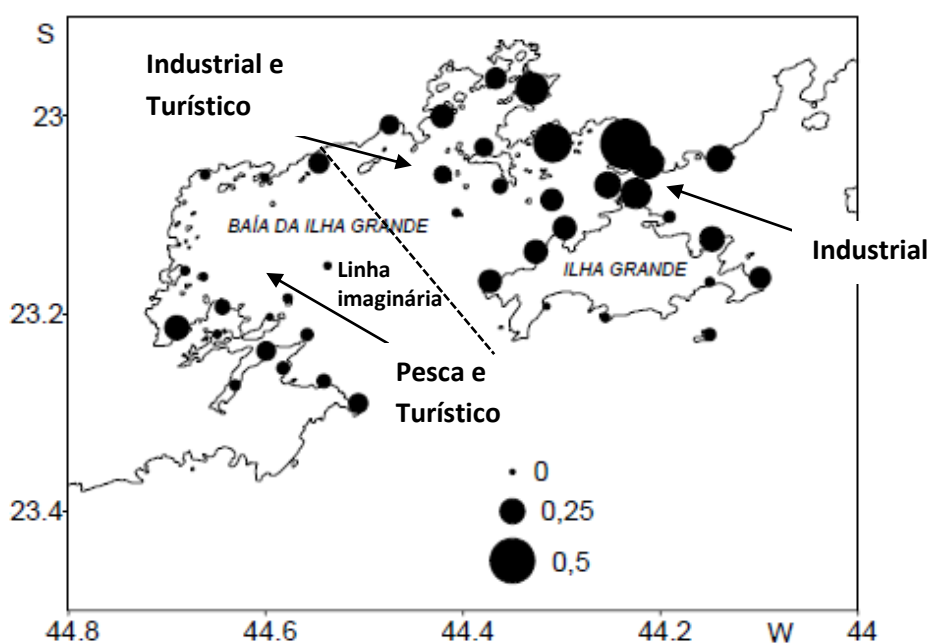 S
Industrial e
Turístico
23
BAÍA DA ILHA GRANDE
Industrial
ILHA GRANDE
Linha
imaginária
23.2
Pesca e
Turístico
0
0,25
23.4
0,5
44.8
44.6
44.4
44.2
W
44